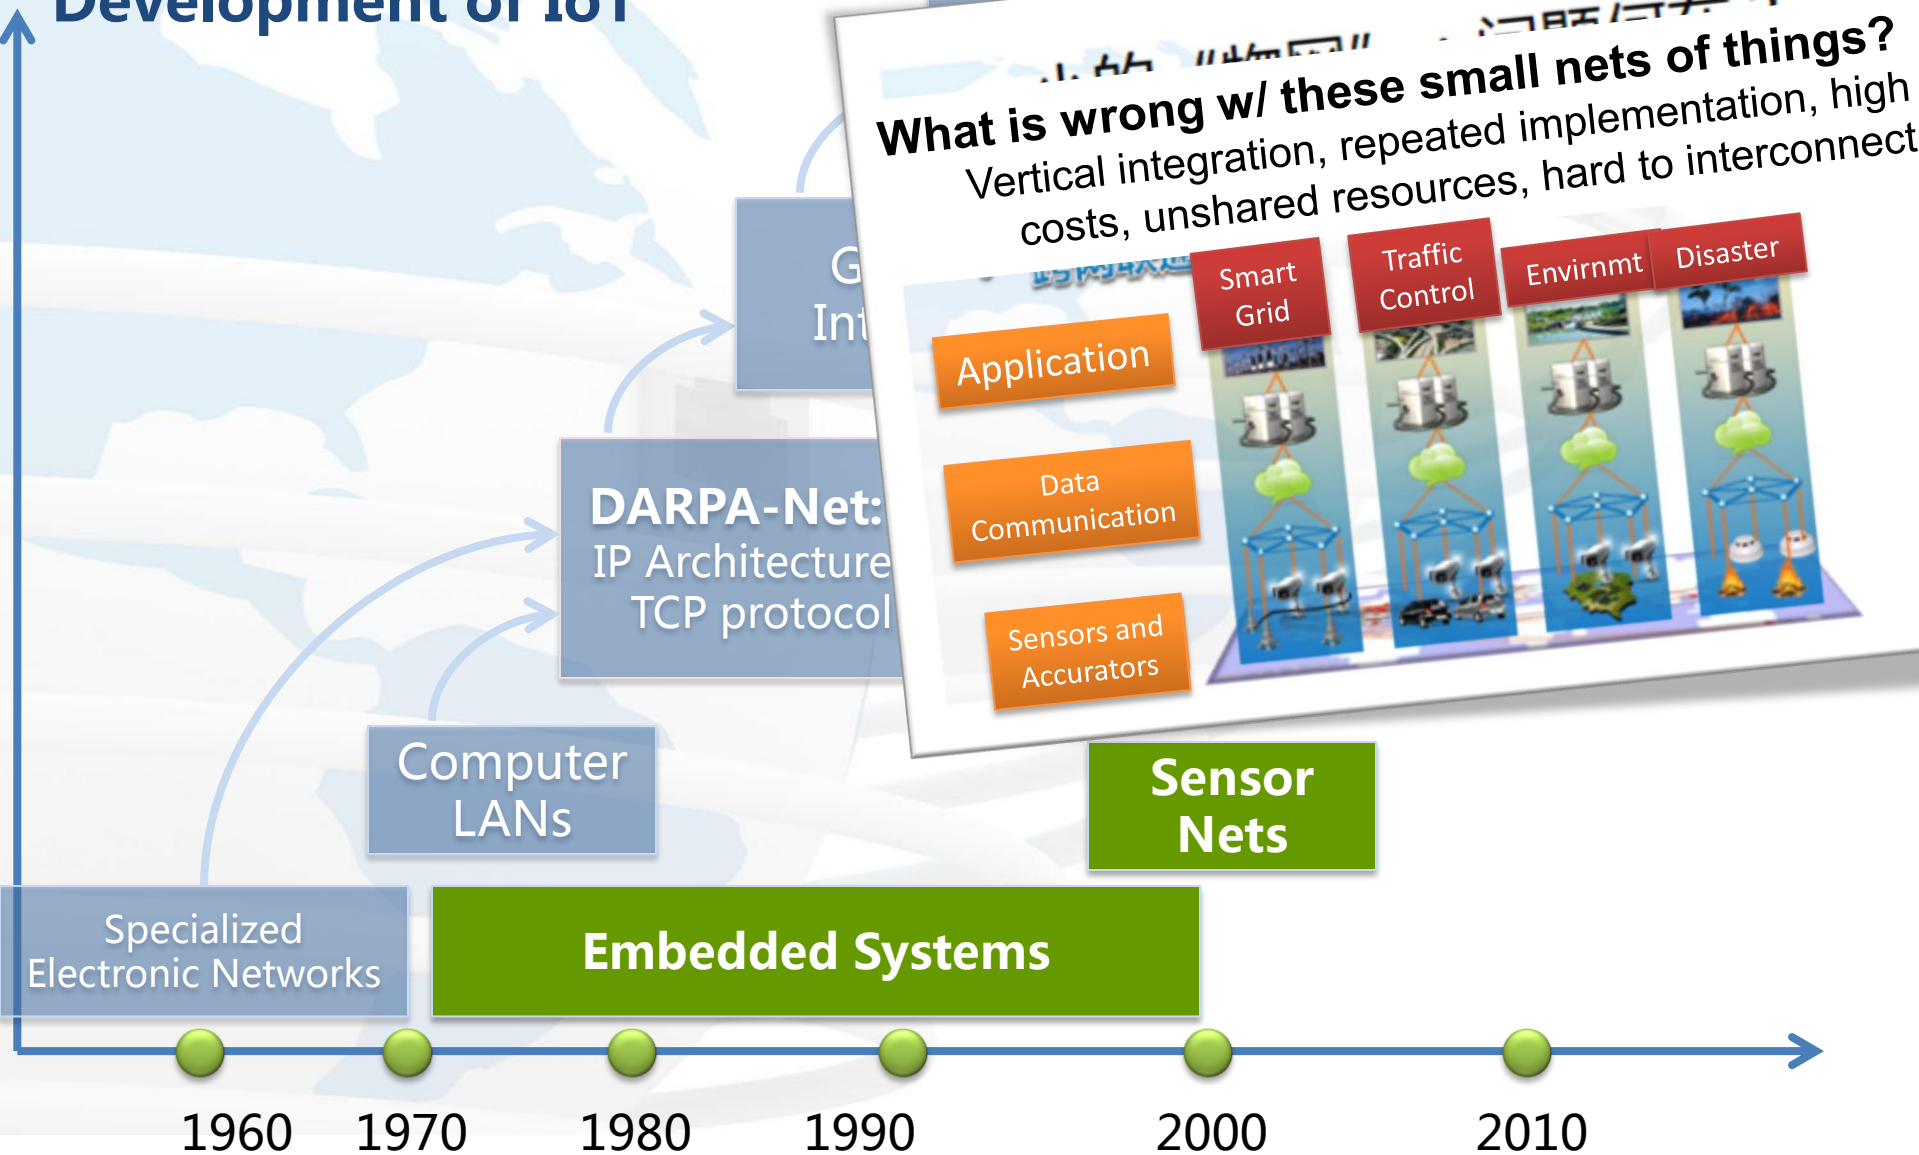 Development of IoT
What is wrong w/ these small nets of things?
Vertical integration, repeated implementation, high
costs, unshared resources, hard to interconnect
Smart
Grid
Traffic
Control
Envirnmt
Disaster
Application
Data
Communication
Sensors and
Accurators
DARPA-Net:
IP Architecture
TCP protocol
Computer
LANs
Sensor
Nets
Specialized
Electronic Networks
Embedded Systems
1960
1970
1980
1990
2000
2010